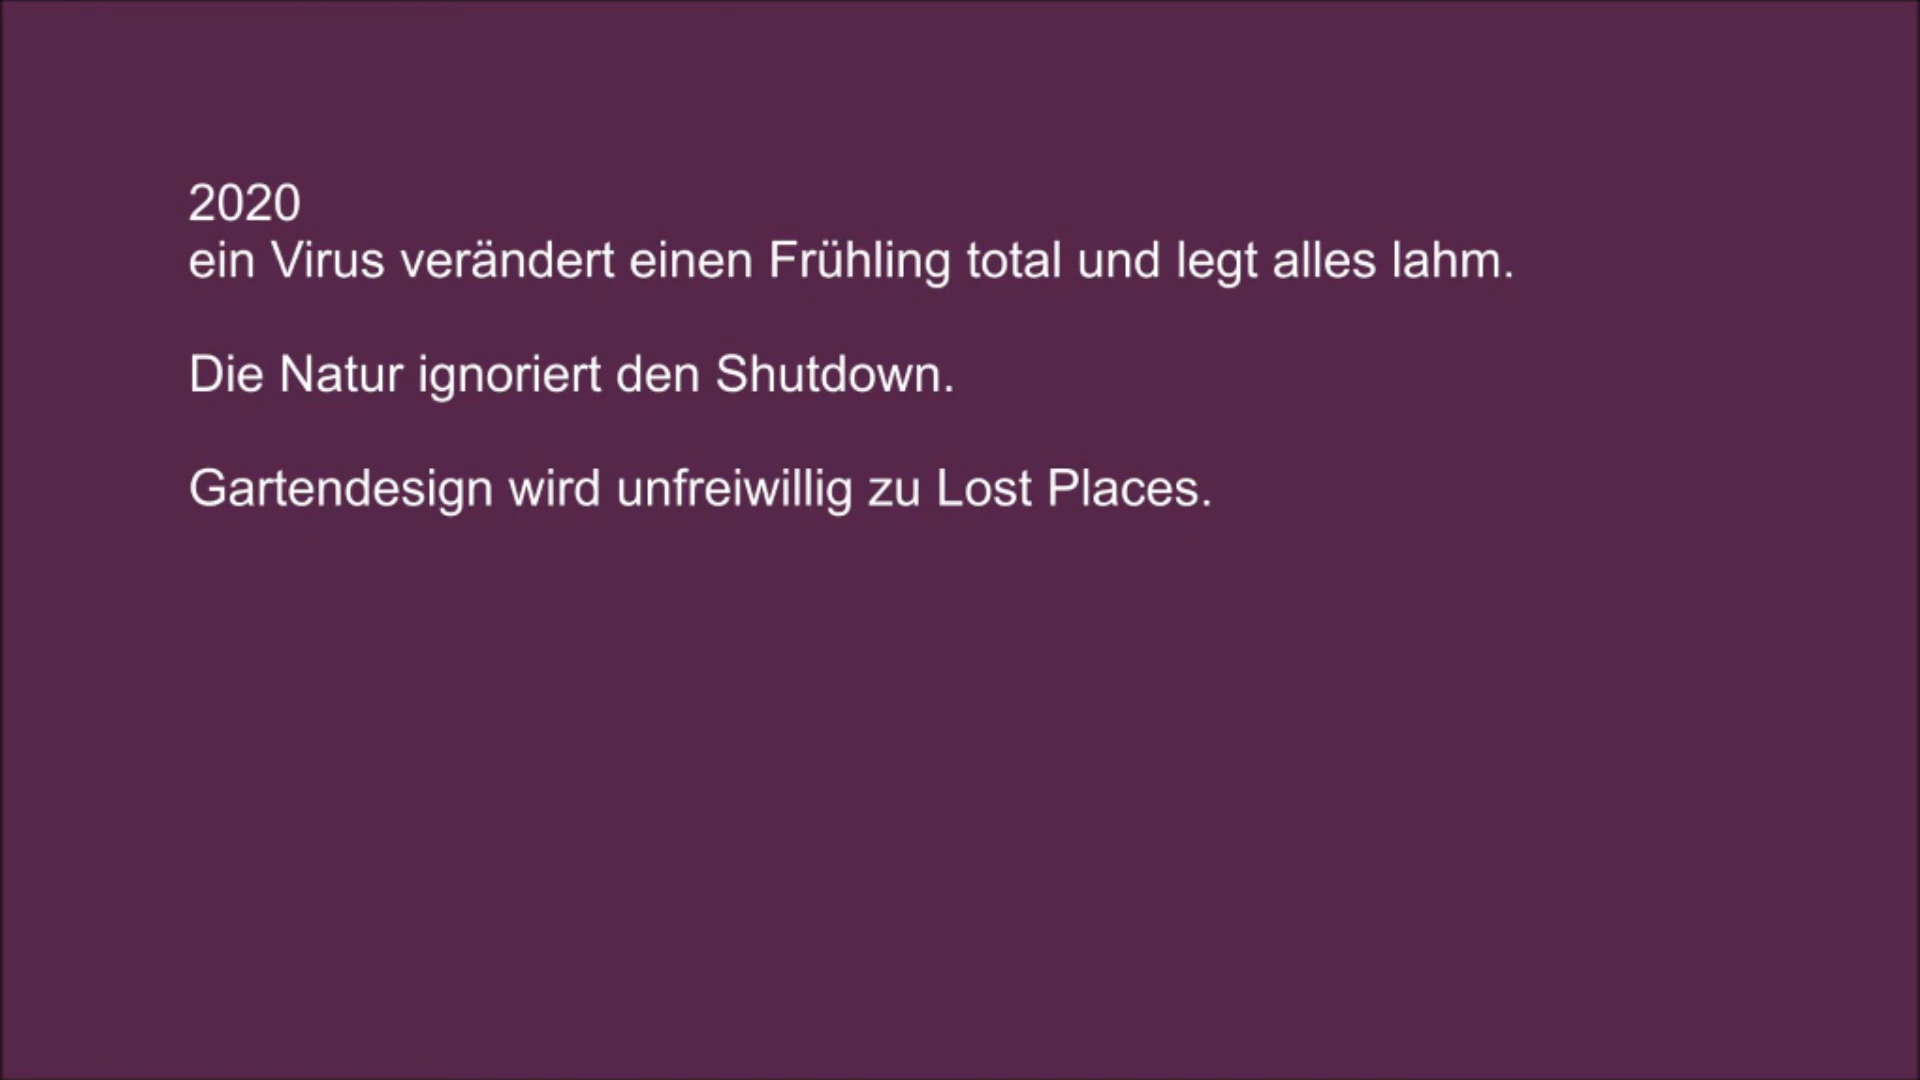 2020
ein Virus verändert einen Frühling total und legt alles lahm.
Die Natur ignoriert den Shutdown.
Gartendesign wird unfreiwillig zu Lost Places.